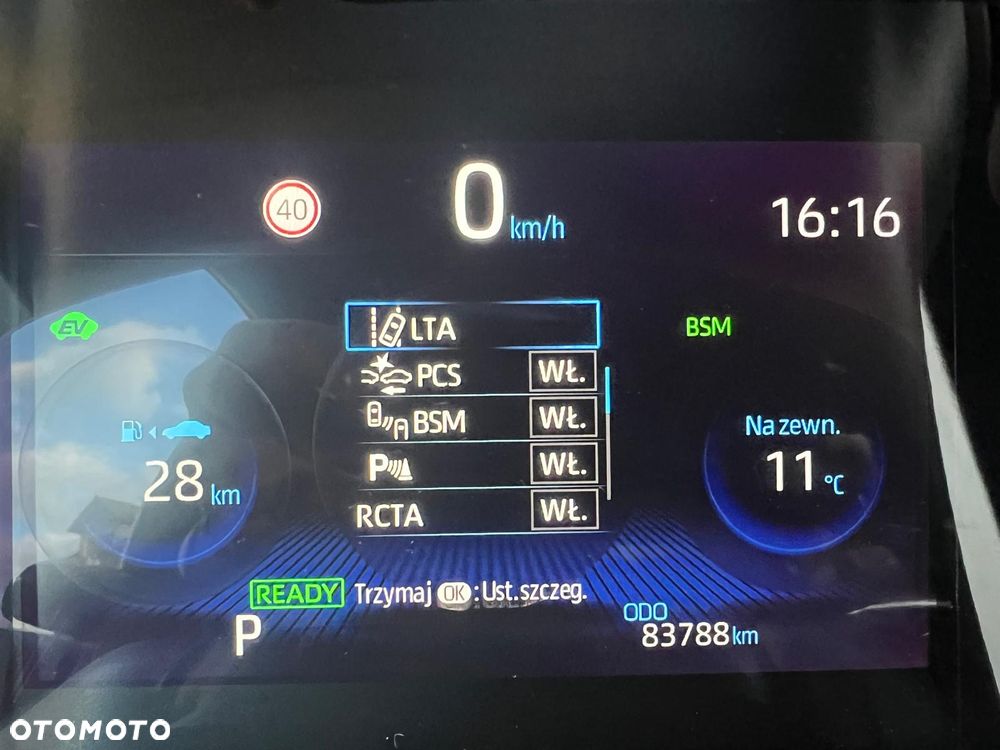 40
0 km/h
16:16
EV
LTA
BSM
PCS WŁ.
BSM WŁ.
P WŁ.
RCTA WŁ.
28 km
Na zewn.
11 °C
READY Trzymaj OK : Ust. szczeg.
P
ODO
83788 km
OTOMOTO